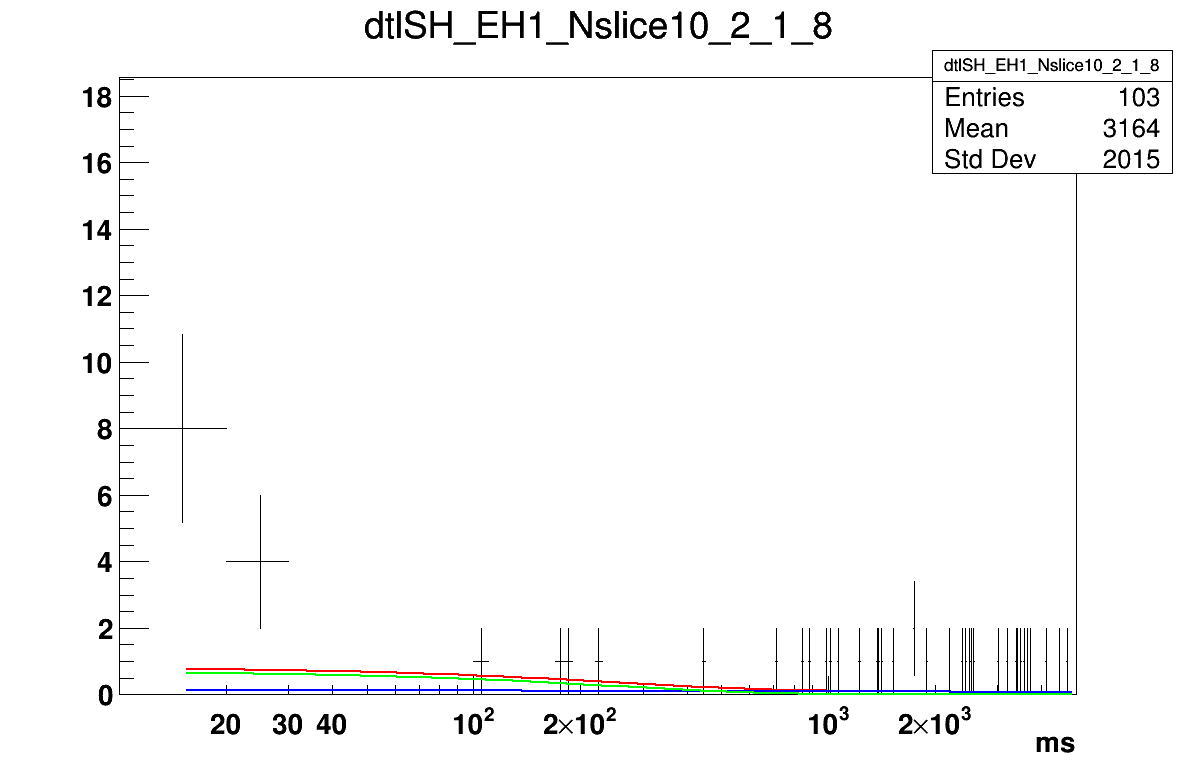 dtlSH_EH1_Nslice10_2_1_8
dtlSH_EH1_Nslice10_2_1_8
Entries 103
Mean 3164
Std Dev 2015
18
16
14
12
10
8
6
4
2
0
20 30 40 10² 2×10² 10³ 2×10³
ms